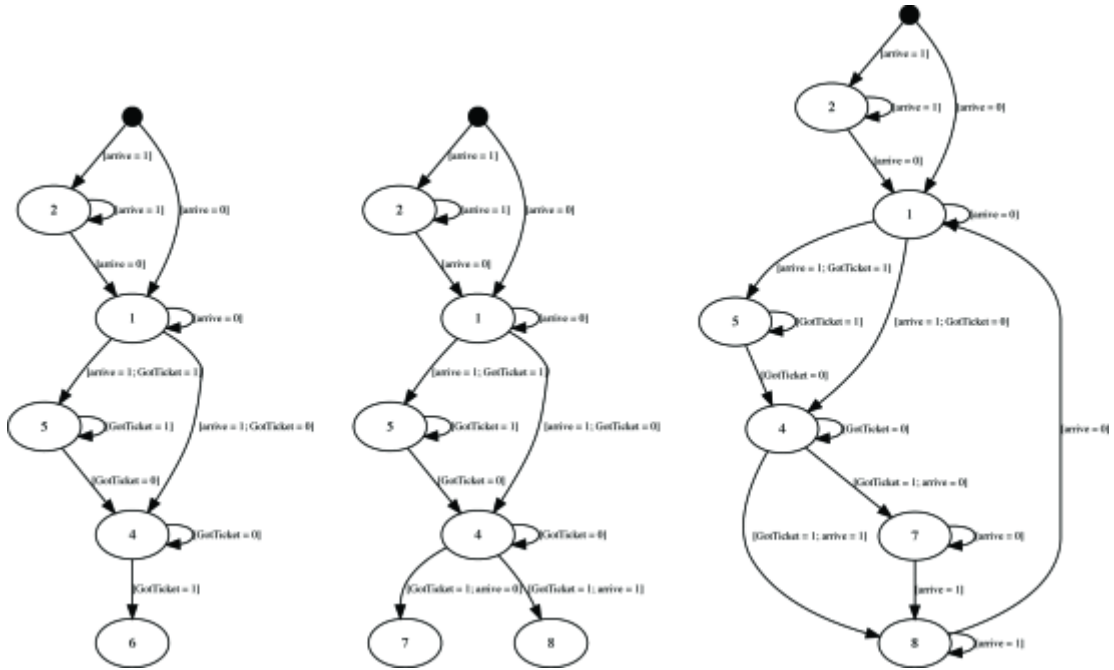 [arrive = 1]
2
[arrive = 1]
[arrive = 0]
[arrive = 0]
1
[arrive = 0]
[arrive = 1; GotTicket = 1]
5
[GotTicket = 1]
[arrive = 1; GotTicket = 0]
[GotTicket = 0]
4
[GotTicket = 0]
[GotTicket = 1]
6
[arrive = 1]
2
[arrive = 1]
[arrive = 0]
[arrive = 0]
1
[arrive = 0]
[arrive = 1; GotTicket = 1]
5
[GotTicket = 1]
[arrive = 1; GotTicket = 0]
[GotTicket = 0]
4
[GotTicket = 0]
[GotTicket = 1; arrive = 0]
[GotTicket = 1; arrive = 1]
7
8
[arrive = 1]
2
[arrive = 1]
[arrive = 0]
[arrive = 0]
1
[arrive = 0]
[arrive = 1; GotTicket = 1]
5
[GotTicket = 1]
[arrive = 1; GotTicket = 0]
[GotTicket = 0]
4
[GotTicket = 0]
[arrive = 0]
[GotTicket = 1; arrive = 0]
[GotTicket = 1; arrive = 1]
7
[arrive = 0]
[arrive = 1]
8
[arrive = 1]